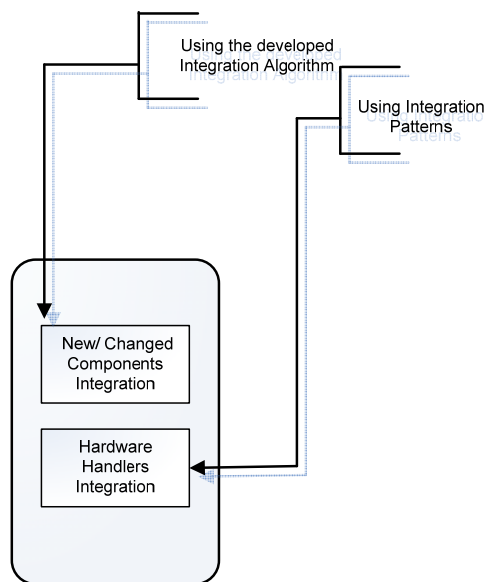 Using the developed
Integration Algorithm
Using Integration
Patterns
New/ Changed
Components
Integration
Hardware
Handlers
Integration